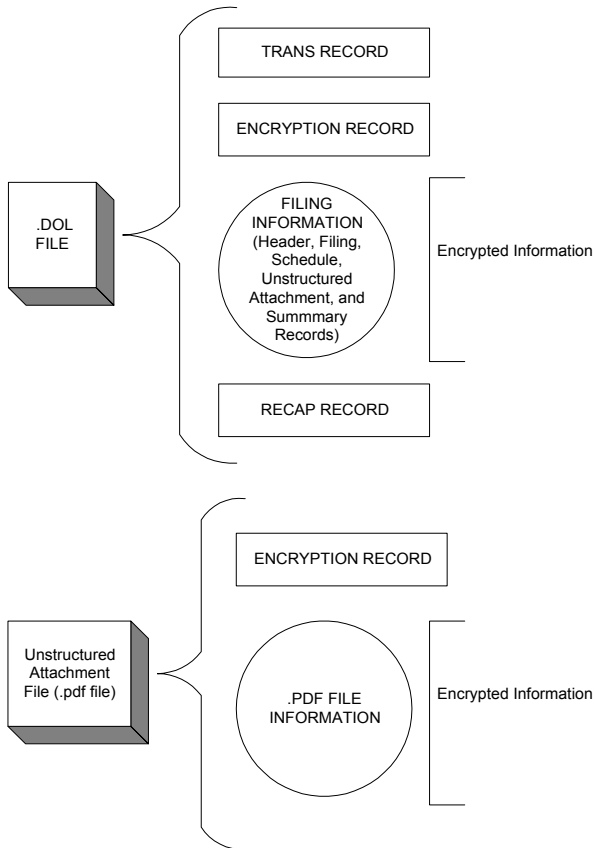 TRANS RECORD
ENCRYPTION RECORD
.DOL
FILE
FILING
INFORMATION
(Header, Filing,
Schedule,
Unstructured
Attachment, and
Summmary
Records)
Encrypted Information
RECAP RECORD
ENCRYPTION RECORD
Unstructured
Attachment
File (.pdf file)
.PDF FILE
INFORMATION
Encrypted Information